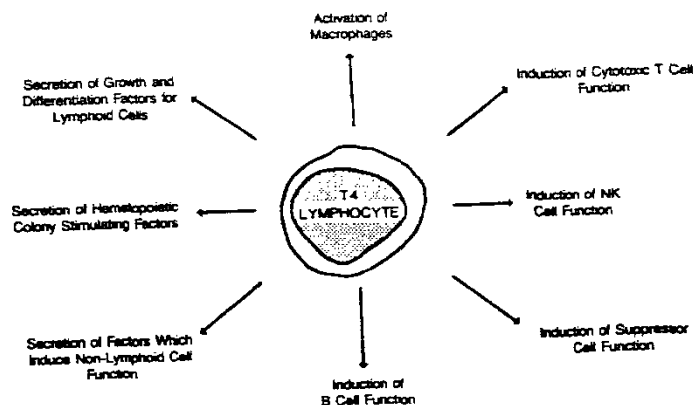 Activation of
Macrophages
Secretion of Growth and
Differentiation Factors for
Lymphoid Cells
Induction of Cytotoxic T Cell
Function
T4
LYMPHOCYTE
Secretion of Hematopoietic
Colony Stimulating Factors
Induction of NK
Cell Function
Secretion of Factors Which
Induce Non-Lymphoid Cell
Function
Induction of Suppressor
Cell Function
Induction of
B Cell Function